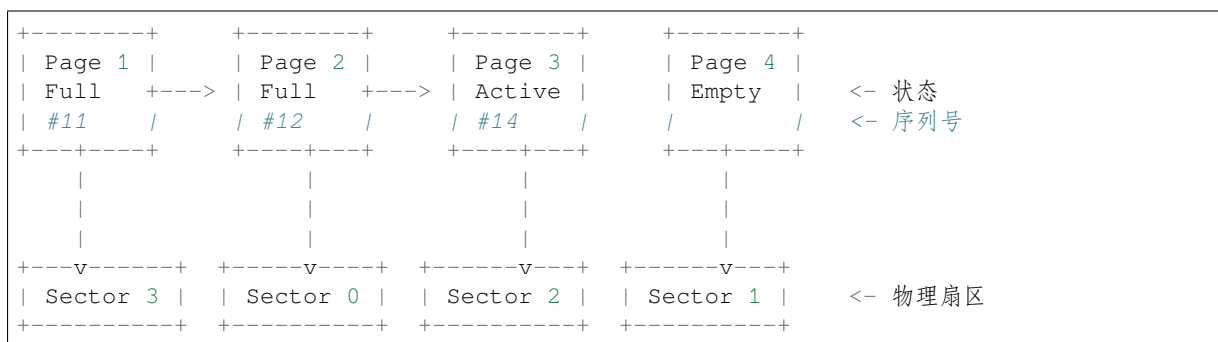 +--------+     +--------+     +--------+     +--------+
| Page 1 |     | Page 2 |     | Page 3 |     | Page 4 |
| Full   +---> | Full   +---> | Active |     | Empty  |   <- 状态
| #11    |     | #12    |     | #14    |     |        |   <- 序列号
+---+----+     +----+---+     +----+---+     +---+----+
    |               |              |             |
    |               |              |             |
    |               |              |             |
+---v------+  +-----v----+  +------v---+  +------v---+
| Sector 3 |  | Sector 0 |  | Sector 2 |  | Sector 1 |    <- 物理扇区
+----------+  +----------+  +----------+  +----------+